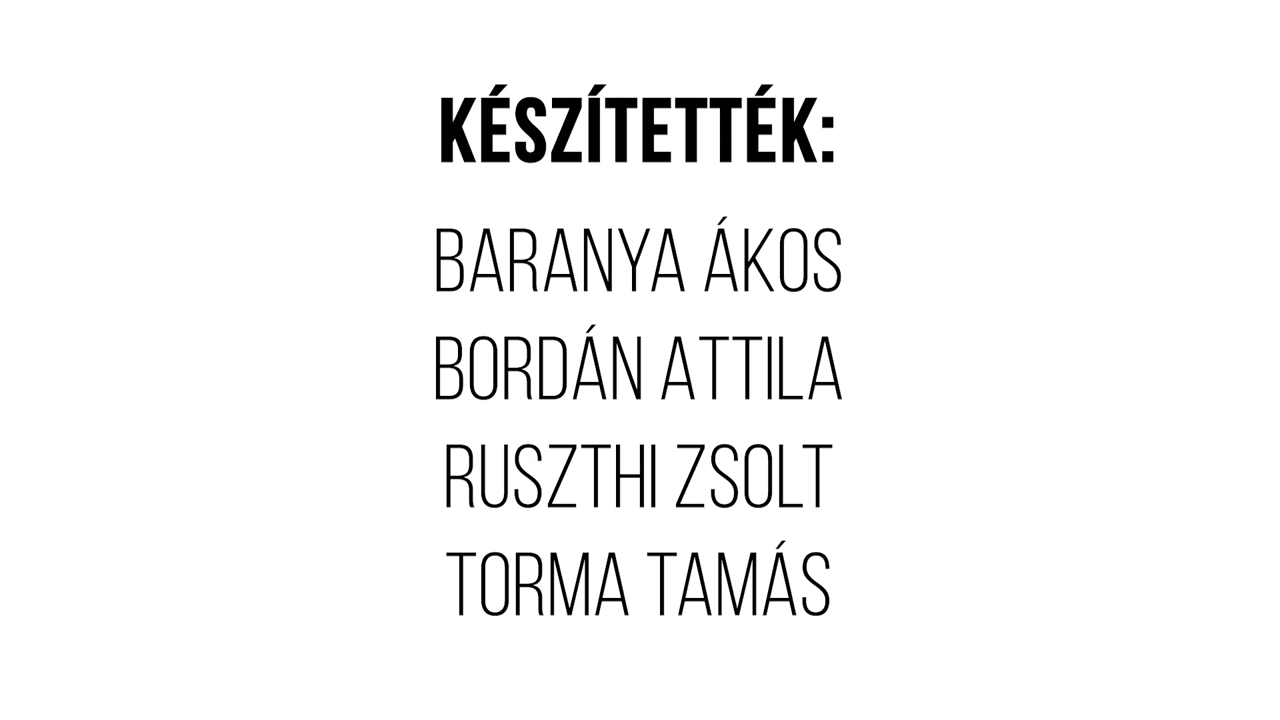 KÉSZÍTETTÉK:
BARANYA ÁKOS
BORDÁN ATTILA
RUSZTHI ZSOLT
TORMA TAMÁS